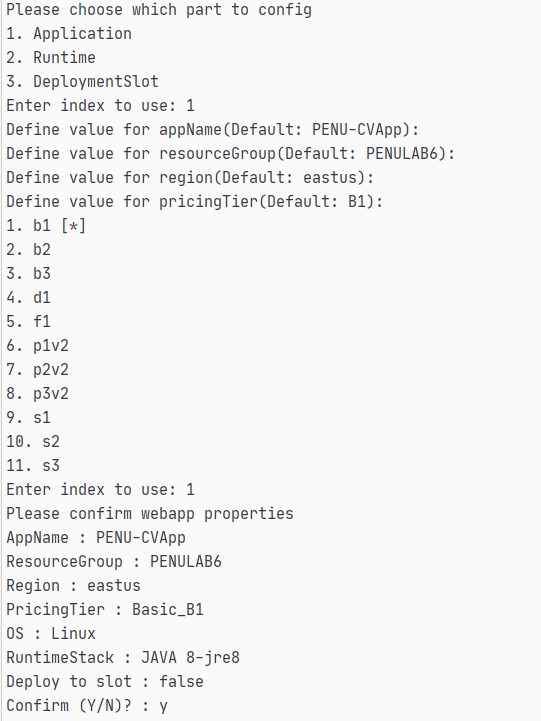 Please choose which part to config
1. Application
2. Runtime
3. DeploymentSlot
Enter index to use: 1
Define value for appName(Default: PENU-CVApp):
Define value for resourceGroup(Default: PENULAB6):
Define value for region(Default: eastus):
Define value for pricingTier(Default: B1):
1. b1 [*]
2. b2
3. b3
4. d1
5. f1
6. p1v2
7. p2v2
8. p3v2
9. s1
10. s2
11. s3
Enter index to use: 1
Please confirm webapp properties
AppName : PENU-CVApp
ResourceGroup : PENULAB6
Region : eastus
PricingTier : Basic_B1
OS : Linux
RuntimeStack : JAVA 8-jre8
Deploy to slot : false
Confirm (Y/N)? : y